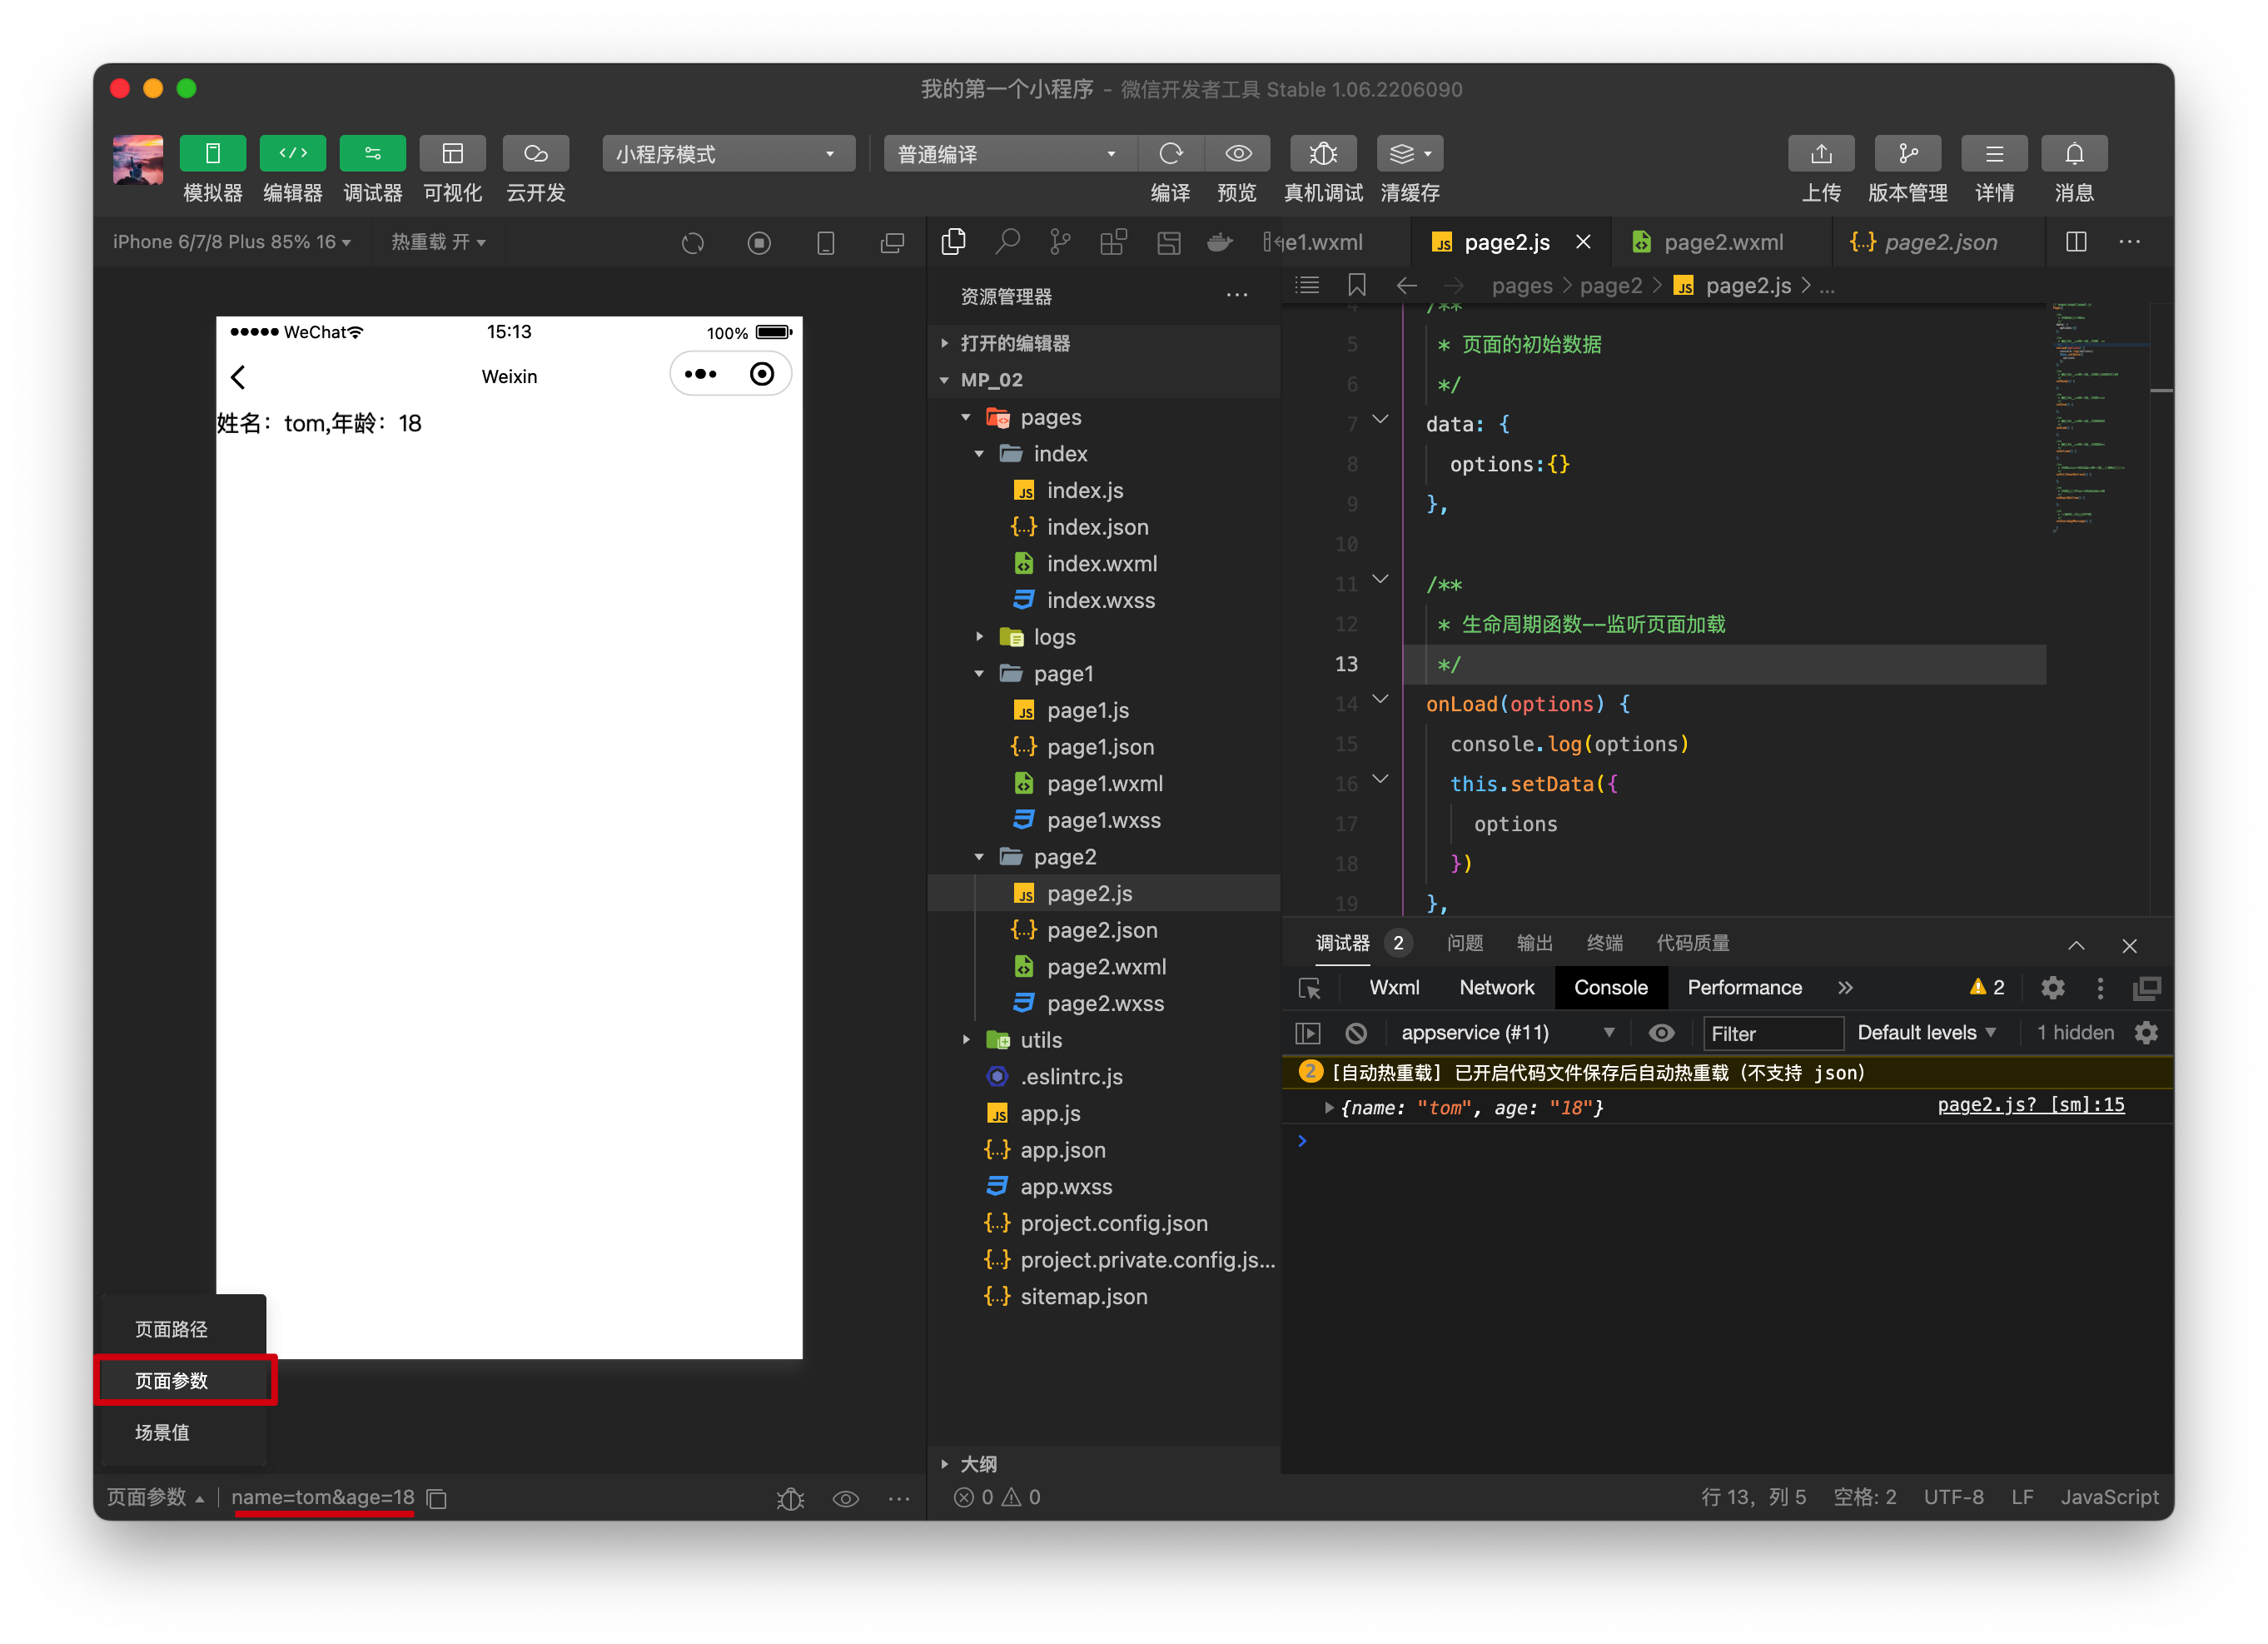 我的第一个小程序 - 微信开发者工具 Stable 1.06.2206090
模拟器
编辑器
调试器
可视化
云开发
小程序模式
普通编译
编译
预览
真机调试
清缓存
上传
版本管理
详情
消息
iPhone 6/7/8 Plus 85% 16
热重载 开
WeChat
15:13
100%
Weixin
姓名：tom,年龄：18
页面路径
页面参数
场景值
页面参数
name=tom&age=18
资源管理器
打开的编辑器
MP_02
pages
index
index.js
index.json
index.wxml
index.wxss
logs
page1
page1.js
page1.json
page1.wxml
page1.wxss
page2
page2.js
page2.json
page2.wxml
page2.wxss
utils
.eslintrc.js
app.js
app.json
app.wxss
project.config.json
project.private.config.js...
sitemap.json
大纲
0
0
e1.wxml
page2.js
page2.wxml
page2.json
pages > page2 > page2.js > ...
4 /**
5 * 页面的初始数据
6 */
7 data: {
8 options:{}
9 },
10
11 /**
12 * 生命周期函数--监听页面加载
13 */
14 onLoad(options) {
15 console.log(options)
16 this.setData({
17 options
18 })
19 },
调试器 2 问题 输出 终端 代码质量
Wxml Network Console Performance 2
appservice (#11) Filter Default levels 1 hidden
2 [自动热重载] 已开启代码文件保存后自动热重载（不支持 json）
{name: "tom", age: "18"} page2.js? [sm]:15
行 13，列 5 空格: 2 UTF-8 LF JavaScript